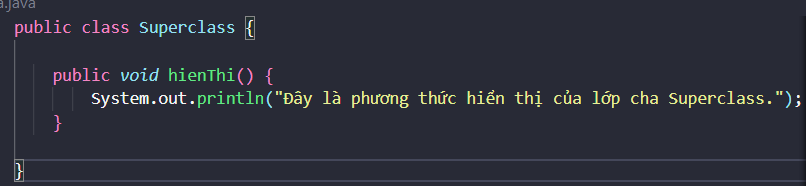 a.java
public class Superclass {
public void hienThi() {
System.out.println("Đây là phương thức hiển thị của lớp cha Superclass.");
}
}